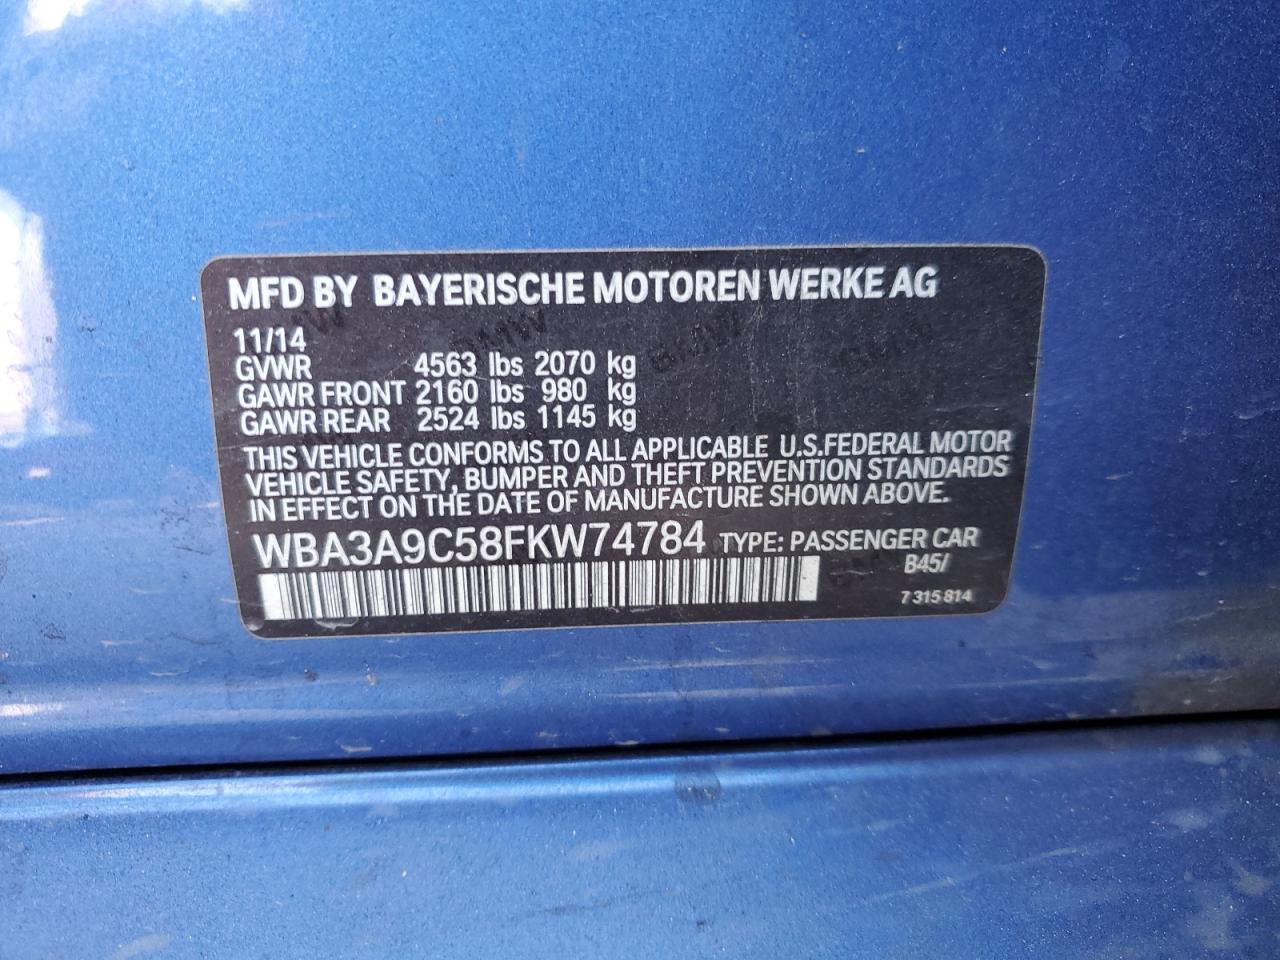 MFD BY BAYERISCHE MOTOREN WERKE AG
11/14
GVWR 4563 lbs 2070 kg
GAWR FRONT 2160 lbs 980 kg
GAWR REAR 2524 lbs 1145 kg
THIS VEHICLE CONFORMS TO ALL APPLICABLE U.S.FEDERAL MOTOR
VEHICLE SAFETY, BUMPER AND THEFT PREVENTION STANDARDS
IN EFFECT ON THE DATE OF MANUFACTURE SHOWN ABOVE.
WBA3A9C58FKW74784 TYPE: PASSENGER CAR
B45/
7 315 814